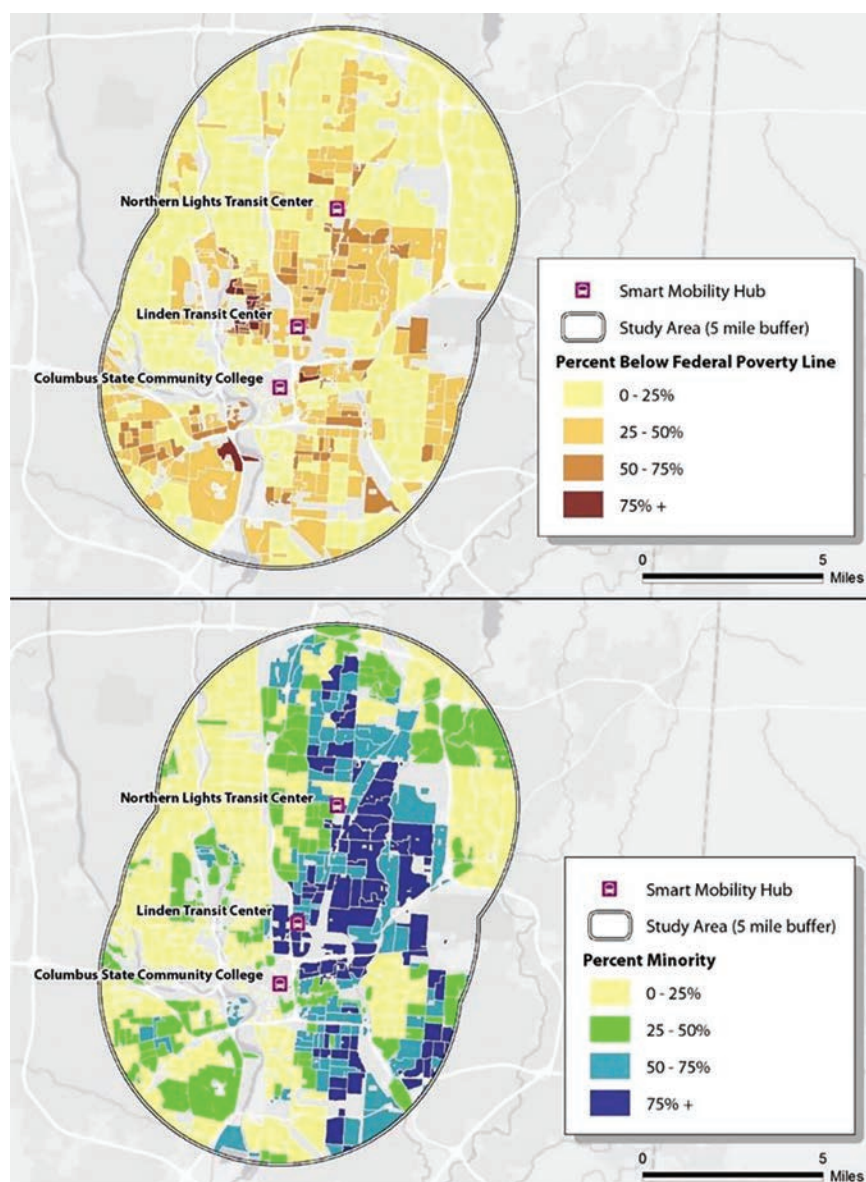 Northern Lights Transit Center
Linden Transit Center
Columbus State Community College
Smart Mobility Hub
Study Area (5 mile buffer)
Percent Below Federal Poverty Line
0 - 25%
25 - 50%
50 - 75%
75% +
0 5
Miles
Northern Lights Transit Center
Linden Transit Center
Columbus State Community College
Smart Mobility Hub
Study Area (5 mile buffer)
Percent Minority
0 - 25%
25 - 50%
50 - 75%
75% +
0 5
Miles